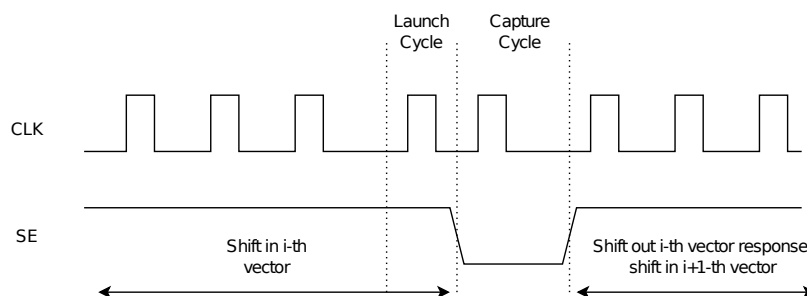 Launch
Cycle
Capture
Cycle
CLK
SE
Shift in i-th
vector
Shift out i-th vector response
shift in i+1-th vector